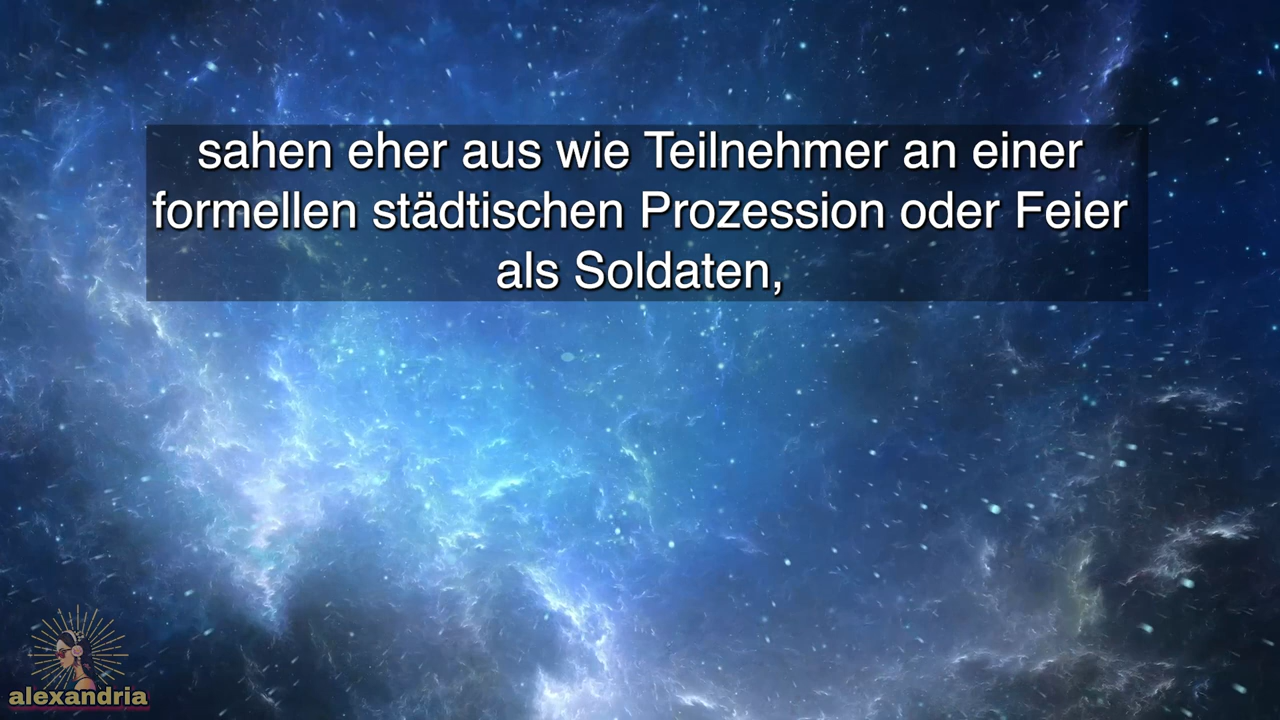 sahen eher aus wie Teilnehmer an einer
formellen städtischen Prozession oder Feier
als Soldaten,
alexandria